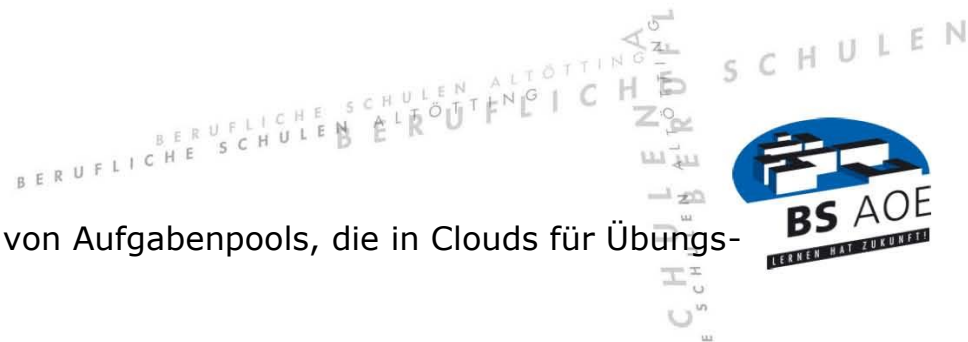 BERUFLICHE SCHULEN
BERUFLICHE SCHULEN ALTÖTTING
BERUFLICHE SCHULEN ALTÖTTING
von Aufgabenpools, die in Clouds für Übungs-
BS AOE
LERNEN HAT ZUKUNFT!